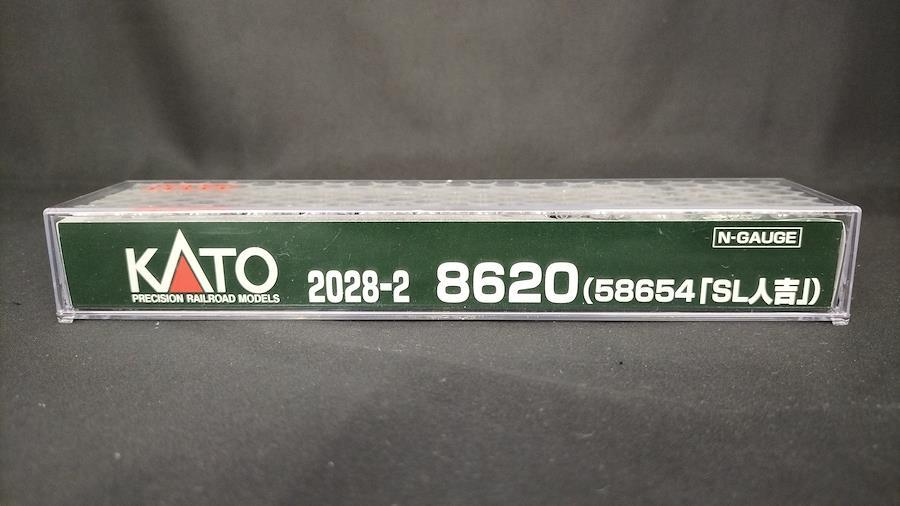 N-GAUGE
KATO 2028-2 8620(58654「SL人吉」)
PRECISION RAILROAD MODELS